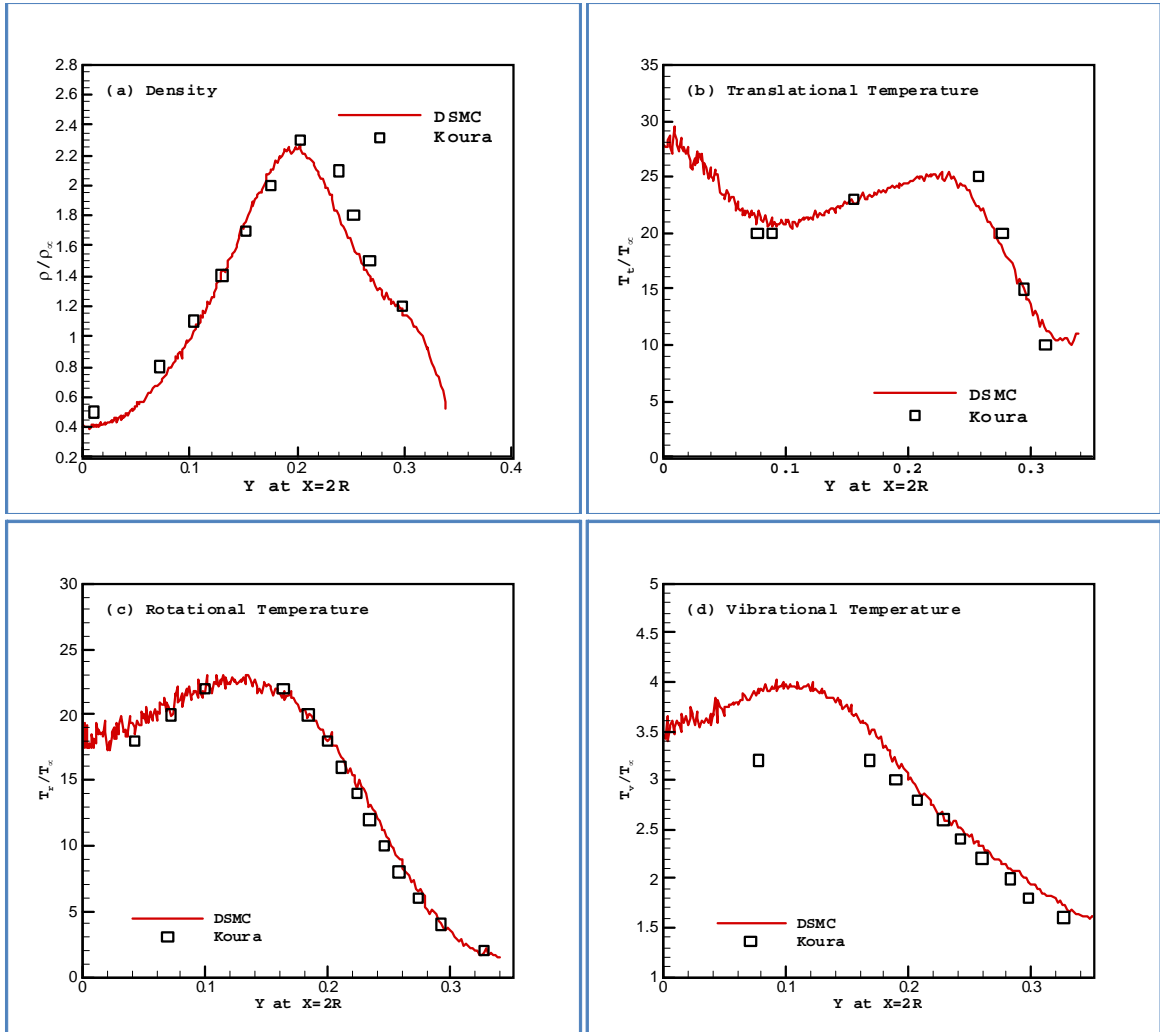 (a) Density
DSMC
Koura
2.8
2.6
2.4
2.2
2
1.8
1.6
1.4
1.2
1
0.8
0.6
0.4
0.2
ρ/ρ∞
0 0.1 0.2 0.3 0.4
Y at X=2R
(b) Translational Temperature
DSMC
Koura
35
30
25
20
15
10
5
0
Tt/T∞
0 0.1 0.2 0.3
Y at X=2R
(c) Rotational Temperature
DSMC
Koura
30
25
20
15
10
5
0
Tr/T∞
0 0.1 0.2 0.3
Y at X=2R
(d) Vibrational Temperature
DSMC
Koura
5
4.5
4
3.5
3
2.5
2
1.5
1
Tv/T∞
0 0.1 0.2 0.3
Y at X=2R